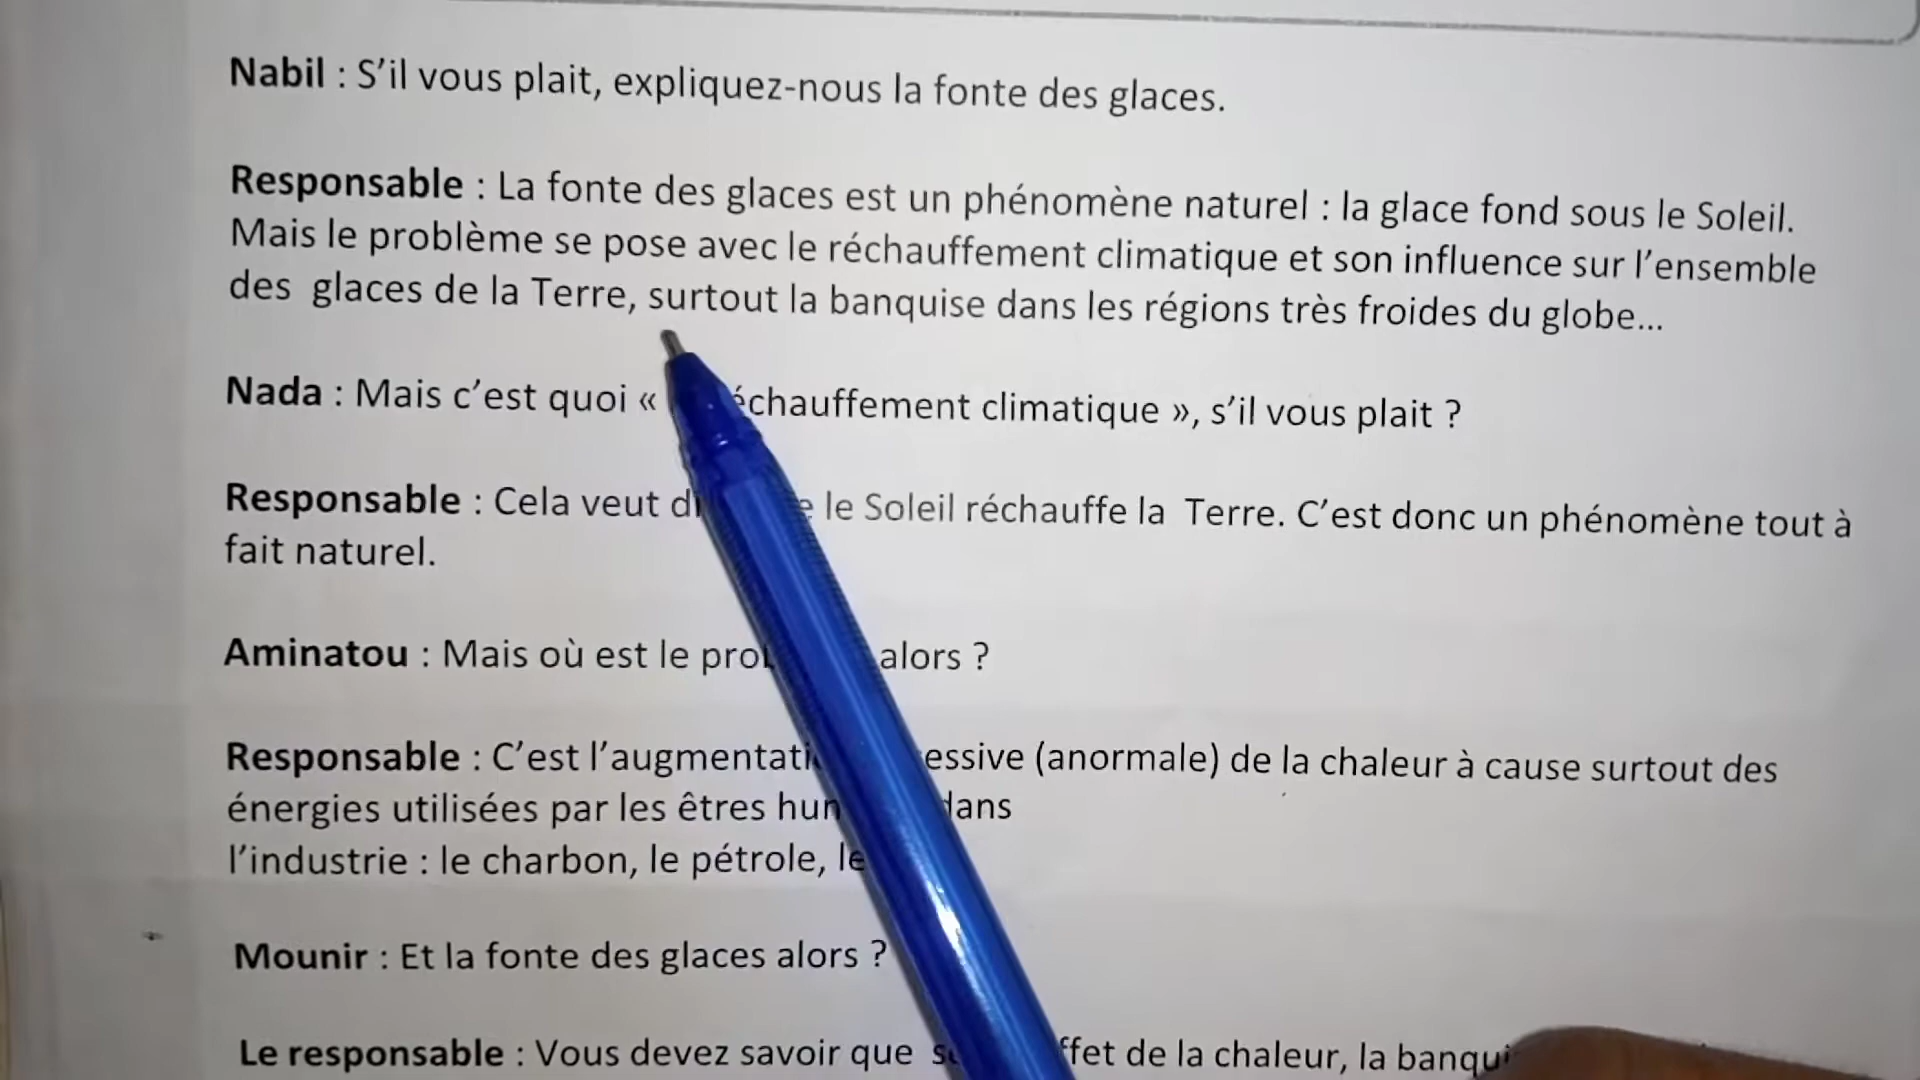 Nabil : S'il vous plait, expliquez-nous la fonte des glaces.
Responsable : La fonte des glaces est un phénomène naturel : la glace fond sous le Soleil.
Mais le problème se pose avec le réchauffement climatique et son influence sur l'ensemble
des glaces de la Terre, surtout la banquise dans les régions très froides du globe...
Nada : Mais c'est quoi « échauffement climatique », s'il vous plait ?
Responsable : Cela veut le Soleil réchauffe la Terre. C'est donc un phénomène tout à
fait naturel.
Aminatou : Mais où est le alors ?
Responsable : C'est l'augmentati essive (anormale) de la chaleur à cause surtout des
énergies utilisées par les êtres dans
l'industrie : le charbon, le pétrole,
Mounir : Et la fonte des glaces alors ?
Le responsable : Vous devez savoir que de la chaleur, la